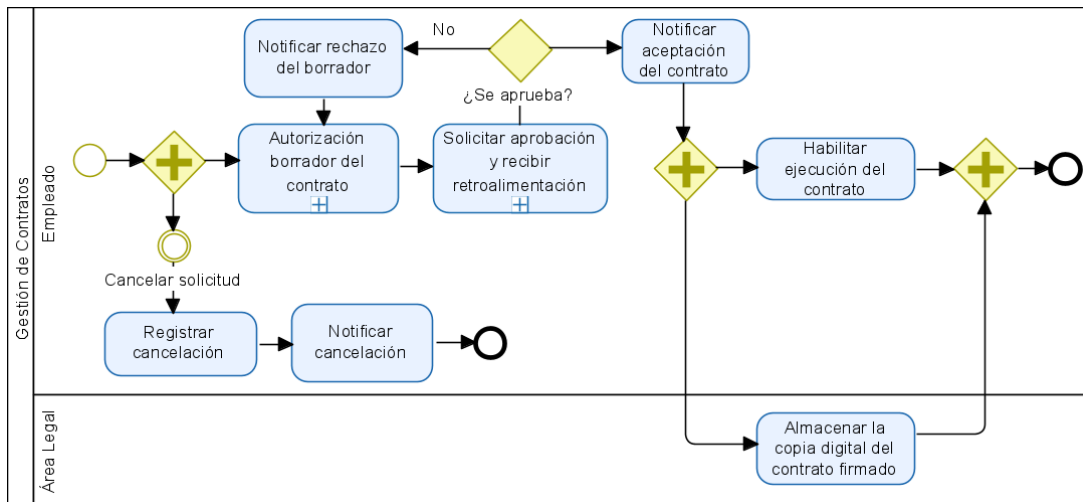 Gestión de Contratos
Empleado
Notificar rechazo
del borrador
No
¿Se aprueba?
Notificar
aceptación
del contrato
Autorización
borrador del
contrato
Solicitar aprobación
y recibir
retroalimentación
Habilitar
ejecución del
contrato
Cancelar solicitud
Registrar
cancelación
Notificar
cancelación
Área Legal
Almacenar la
copia digital del
contrato firmado